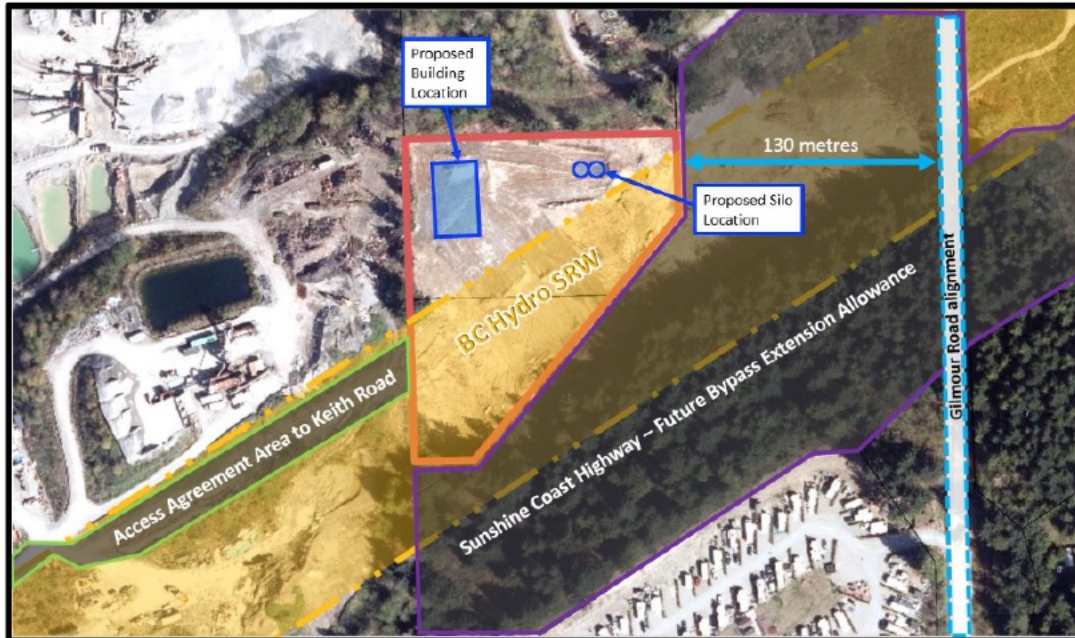 Proposed
Building
Location
130 metres
Proposed Silo
Location
BC Hydro SRW
Gilmour Road alignment
Access Agreement Area to Keith Road
Sunshine Coast Highway – Future Bypass Extension Allowance